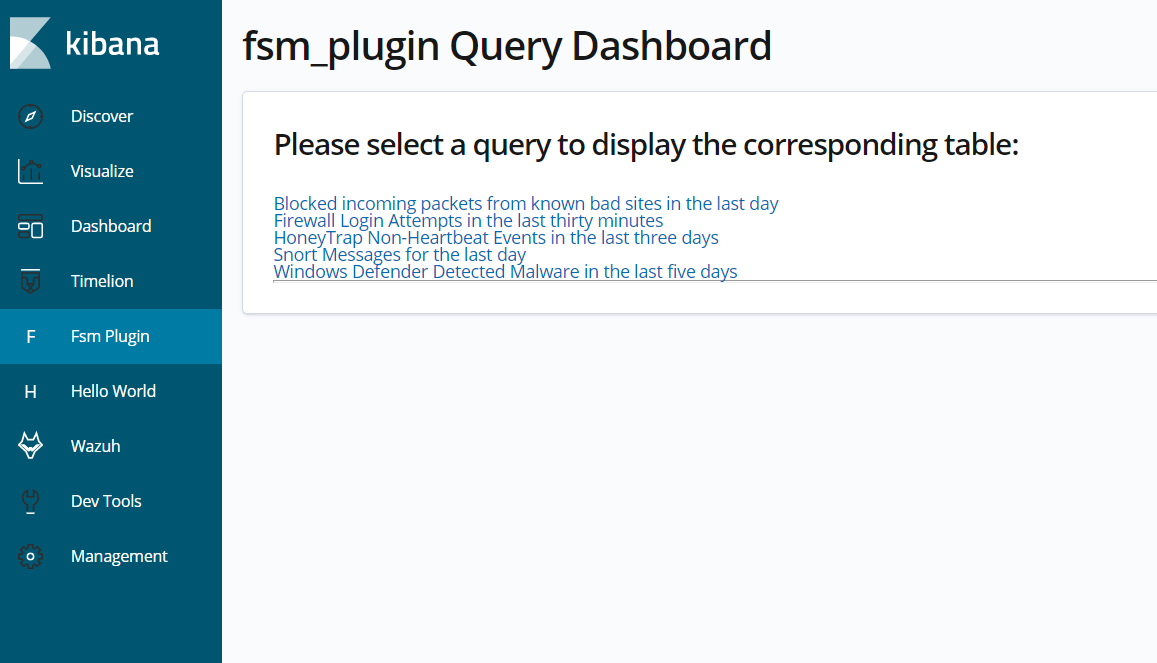 kibana
Discover
Visualize
Dashboard
Timelion
F Fsm Plugin
H Hello World
Wazuh
Dev Tools
Management
fsm_plugin Query Dashboard
Please select a query to display the corresponding table:
Blocked incoming packets from known bad sites in the last day
Firewall Login Attempts in the last thirty minutes
HoneyTrap Non-Heartbeat Events in the last three days
Snort Messages for the last day
Windows Defender Detected Malware in the last five days